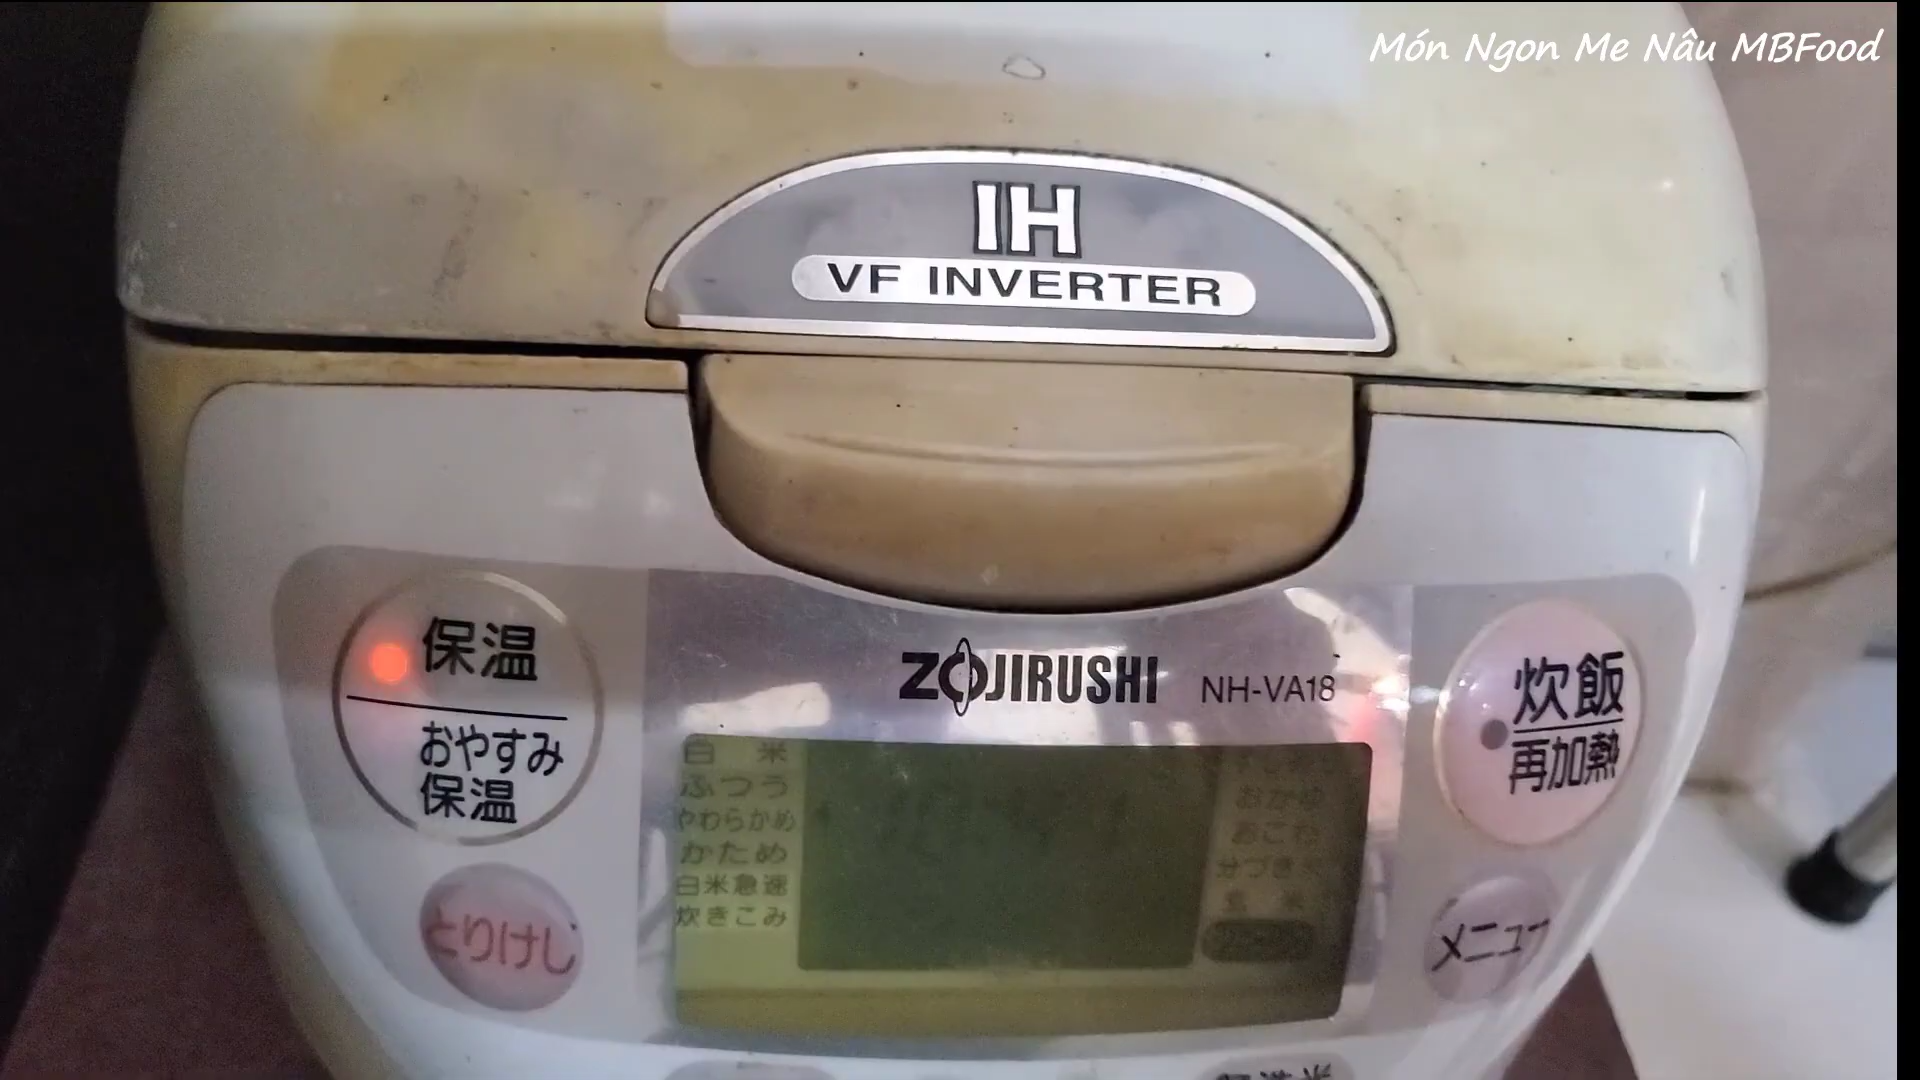 Món Ngon Me Nâu MBFood
IH
VF INVERTER
ZOJIRUSHI NH-VA18
保温
おやすみ
保温
とりけし
白米
ふつう
やわらかめ
かため
白米急速
炊きこみ
おかゆ
おこわ
分づき
炊飯
再加熱
メニュー